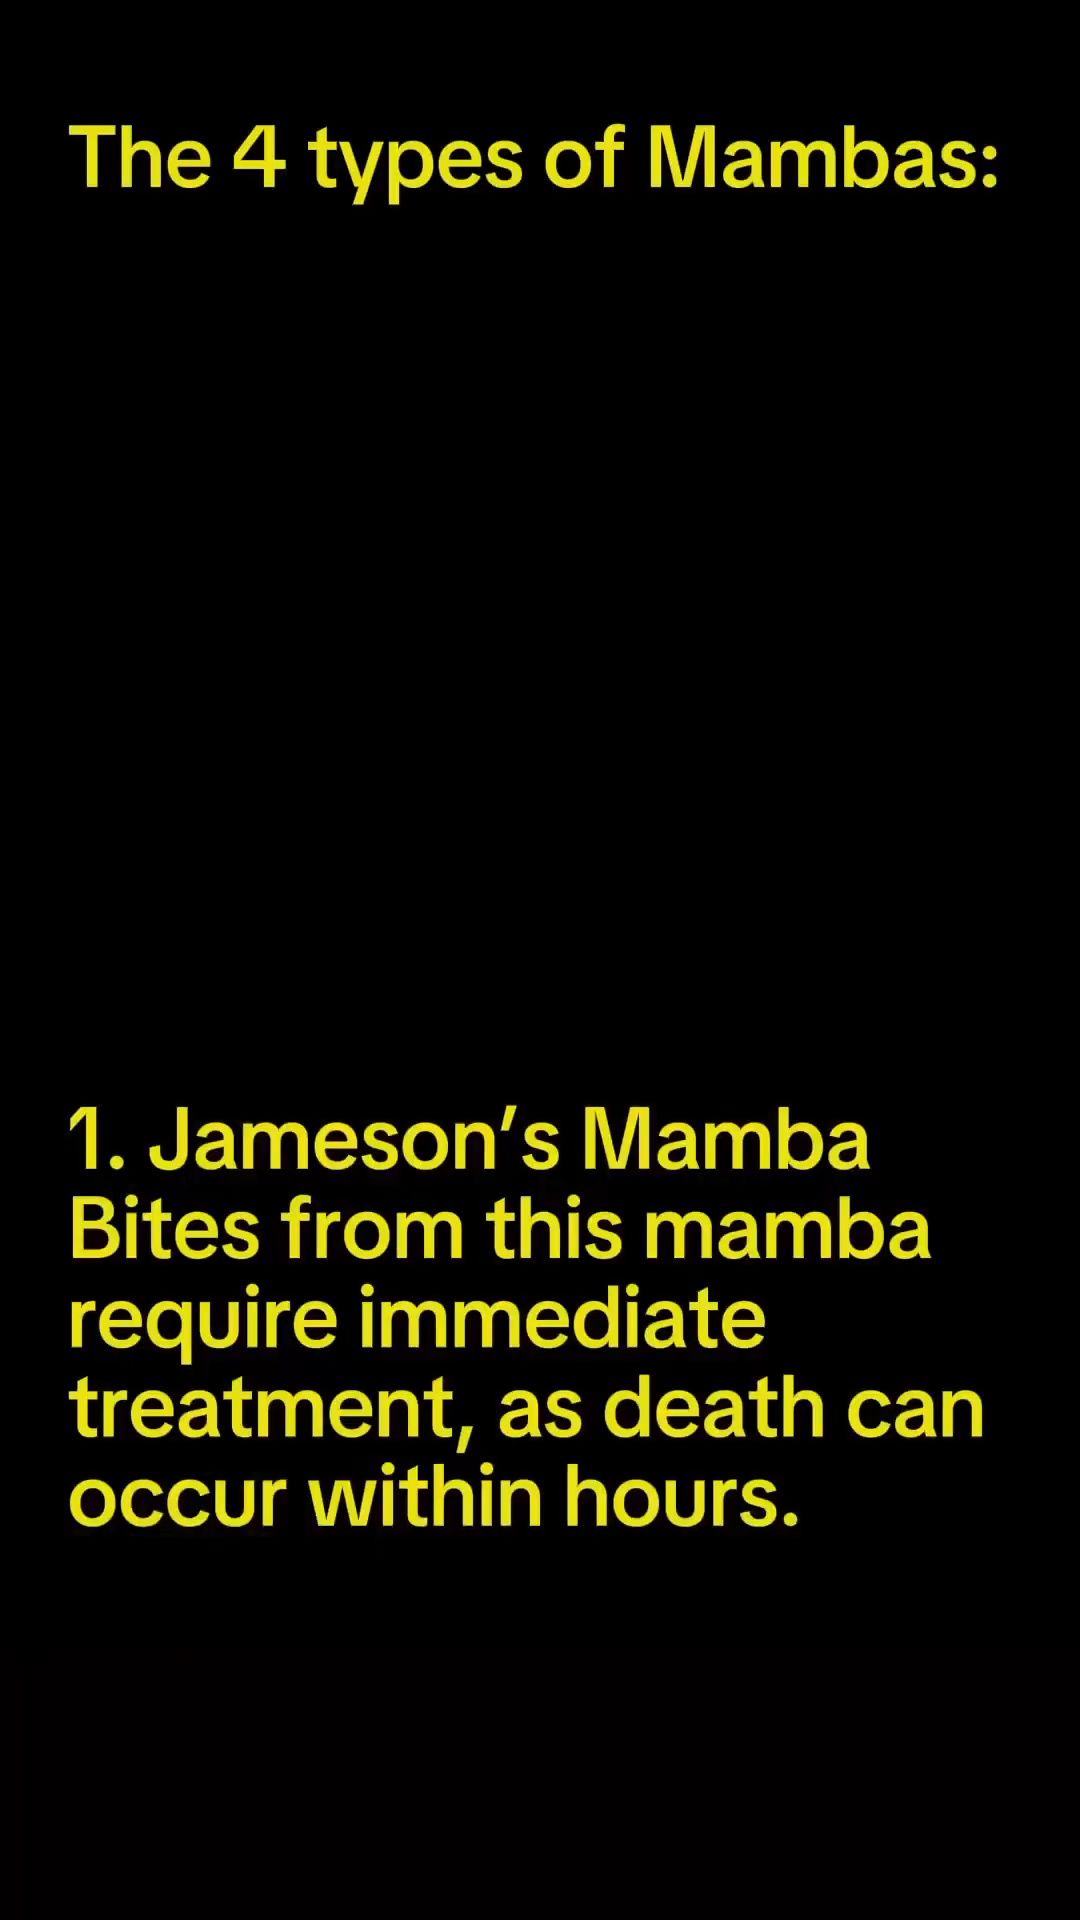 The 4 types of Mambas:
1. Jameson’s Mamba
Bites from this mamba
require immediate
treatment, as death can
occur within hours.